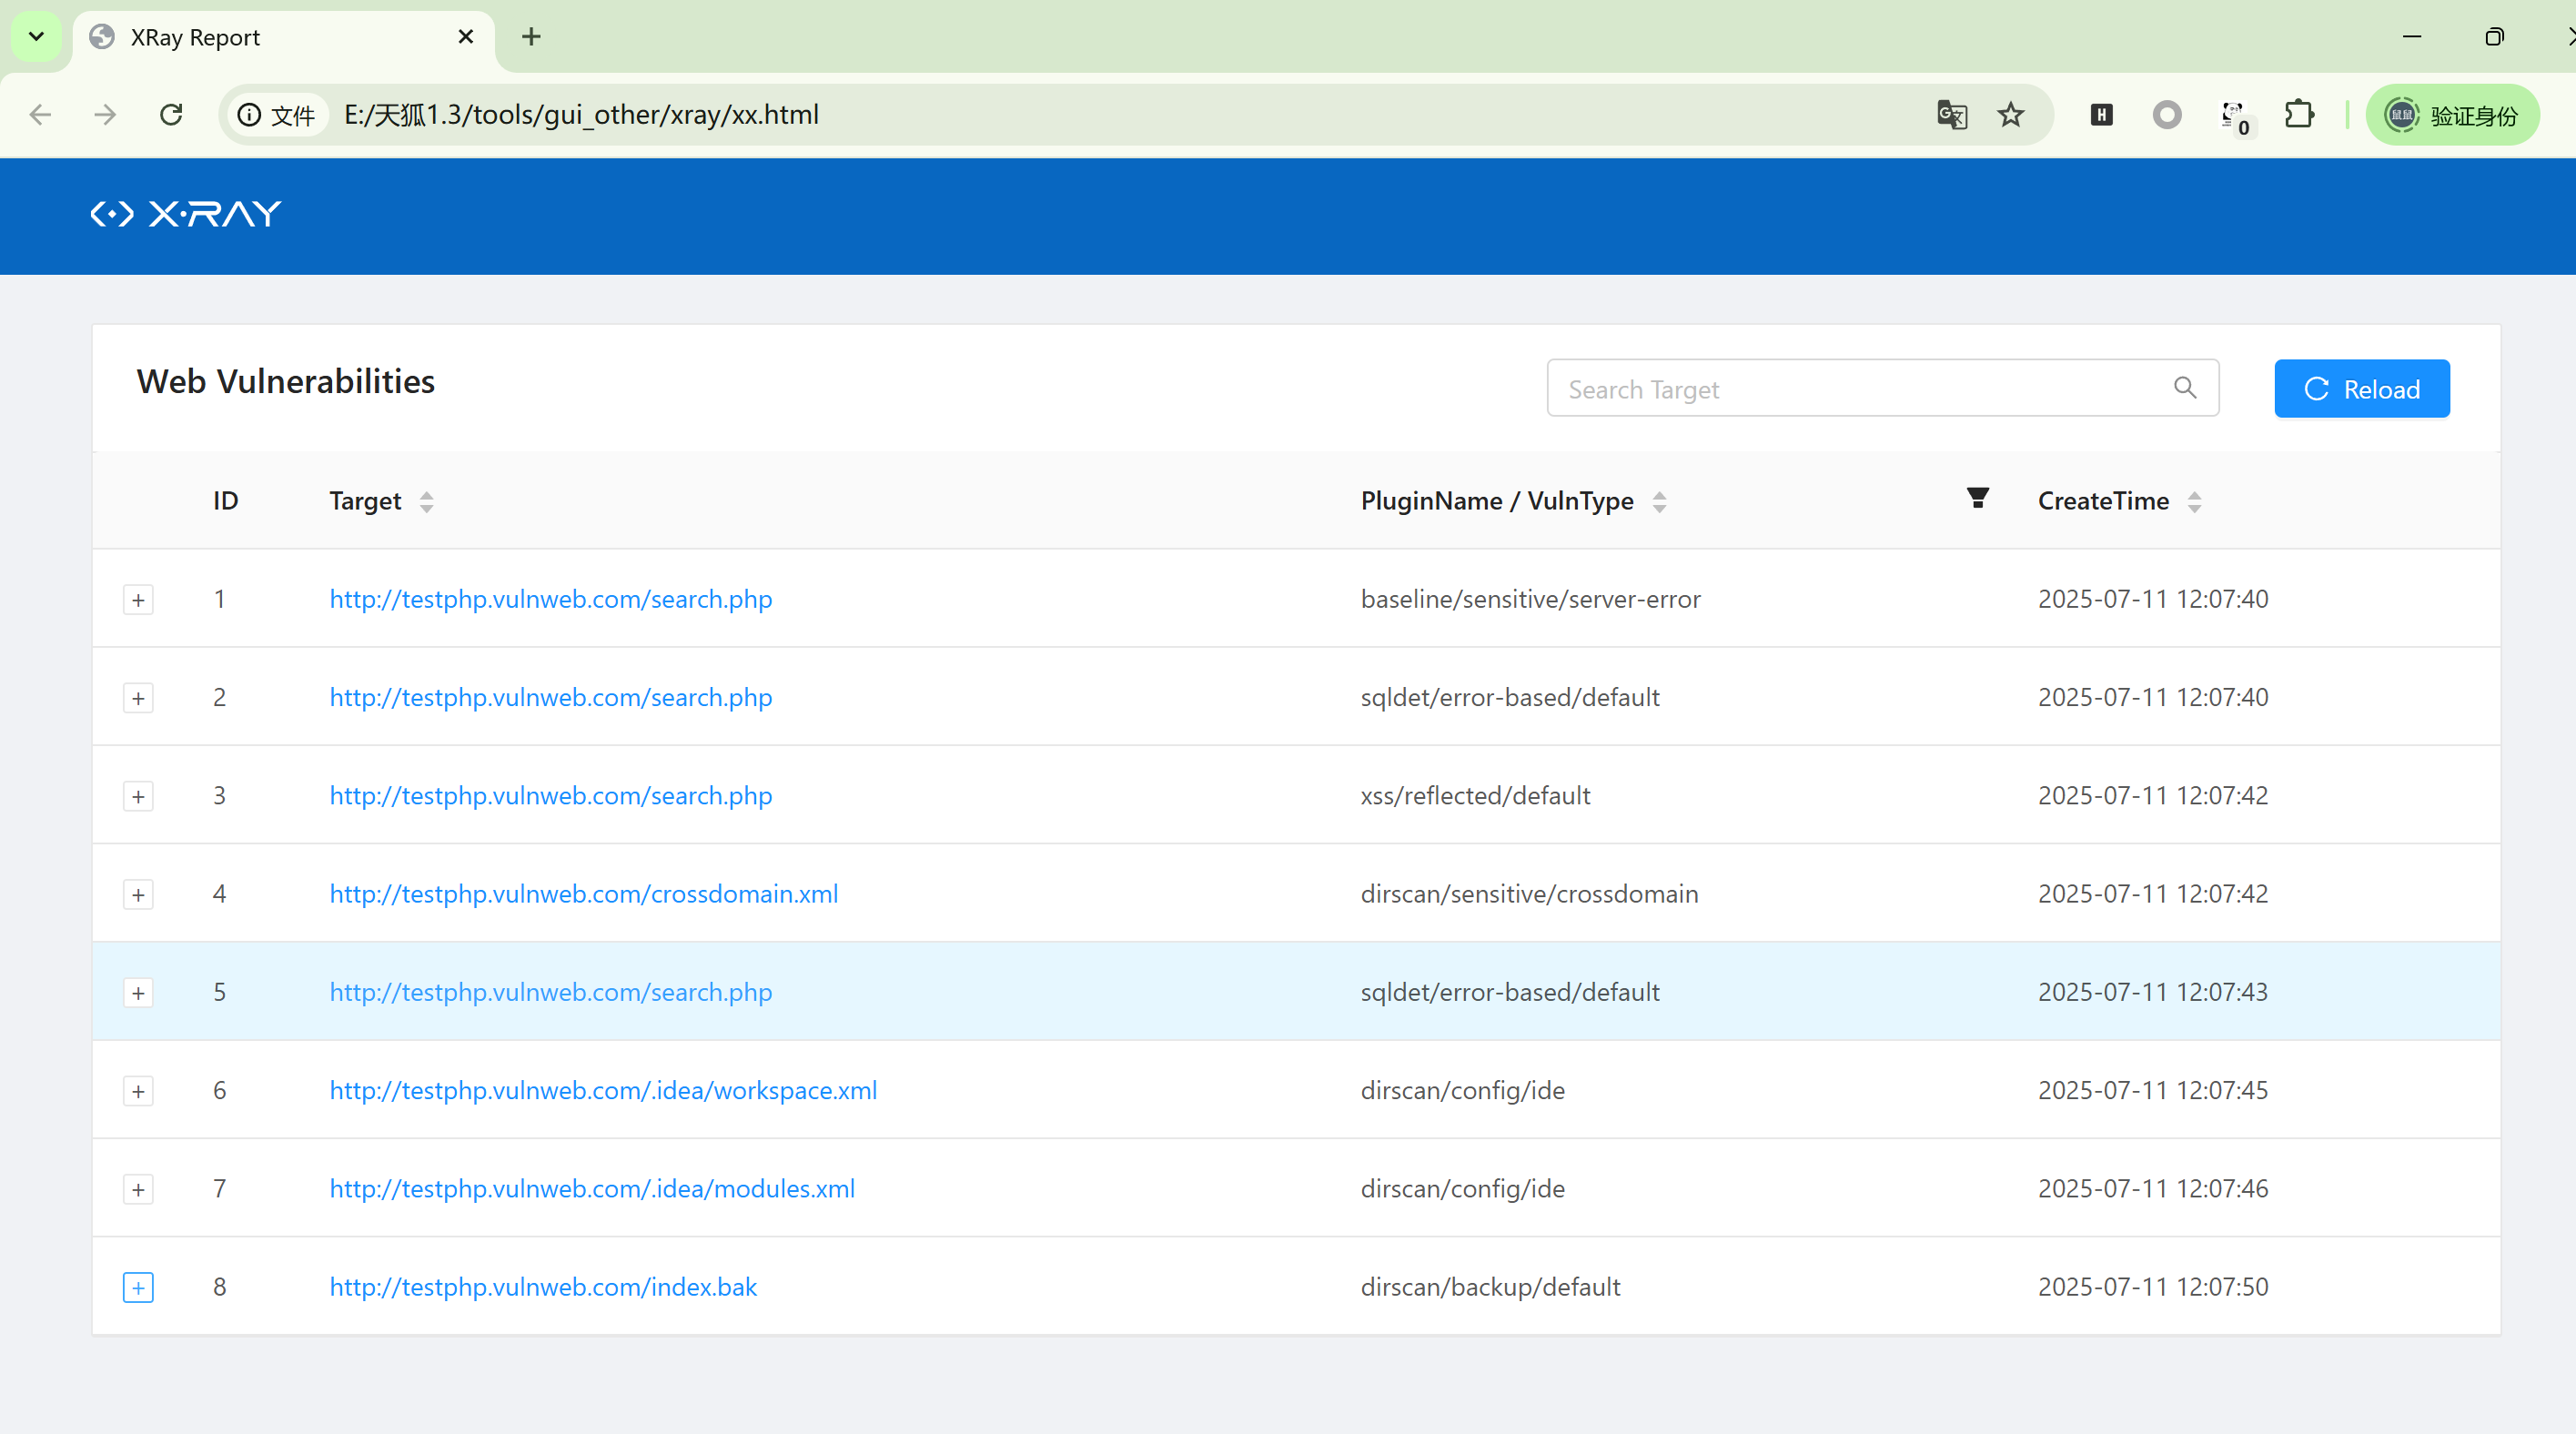 XRay Report
文件 E:/天狐1.3/tools/gui_other/xray/xx.html
H
0
鼠鼠 验证身份
X·RAY
Web Vulnerabilities
Search Target
Reload
ID Target PluginName / VulnType CreateTime
1 http://testphp.vulnweb.com/search.php baseline/sensitive/server-error 2025-07-11 12:07:40
2 http://testphp.vulnweb.com/search.php sqldet/error-based/default 2025-07-11 12:07:40
3 http://testphp.vulnweb.com/search.php xss/reflected/default 2025-07-11 12:07:42
4 http://testphp.vulnweb.com/crossdomain.xml dirscan/sensitive/crossdomain 2025-07-11 12:07:42
5 http://testphp.vulnweb.com/search.php sqldet/error-based/default 2025-07-11 12:07:43
6 http://testphp.vulnweb.com/.idea/workspace.xml dirscan/config/ide 2025-07-11 12:07:45
7 http://testphp.vulnweb.com/.idea/modules.xml dirscan/config/ide 2025-07-11 12:07:46
8 http://testphp.vulnweb.com/index.bak dirscan/backup/default 2025-07-11 12:07:50